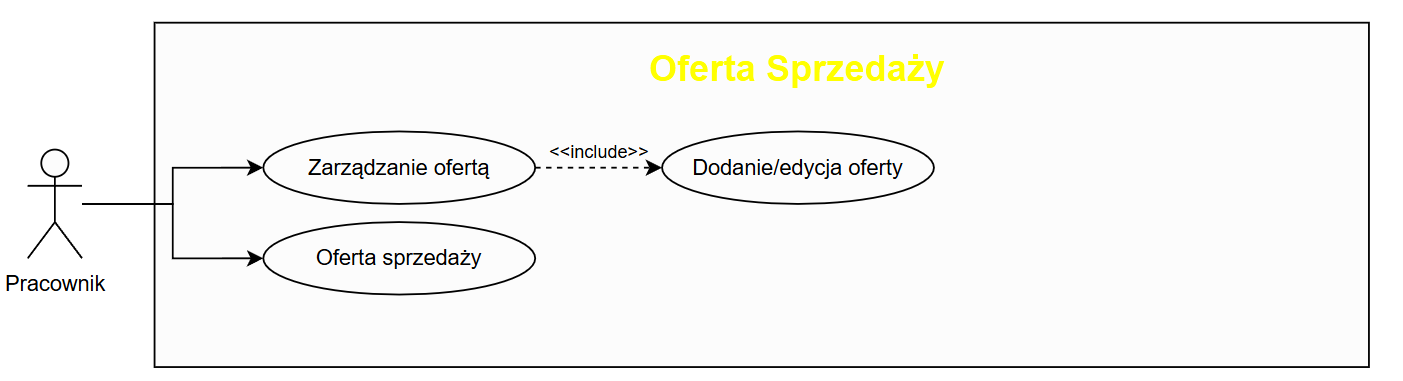 Oferta Sprzedaży
Zarządzanie ofertą
<<include>>
Dodanie/edycja oferty
Oferta sprzedaży
Pracownik